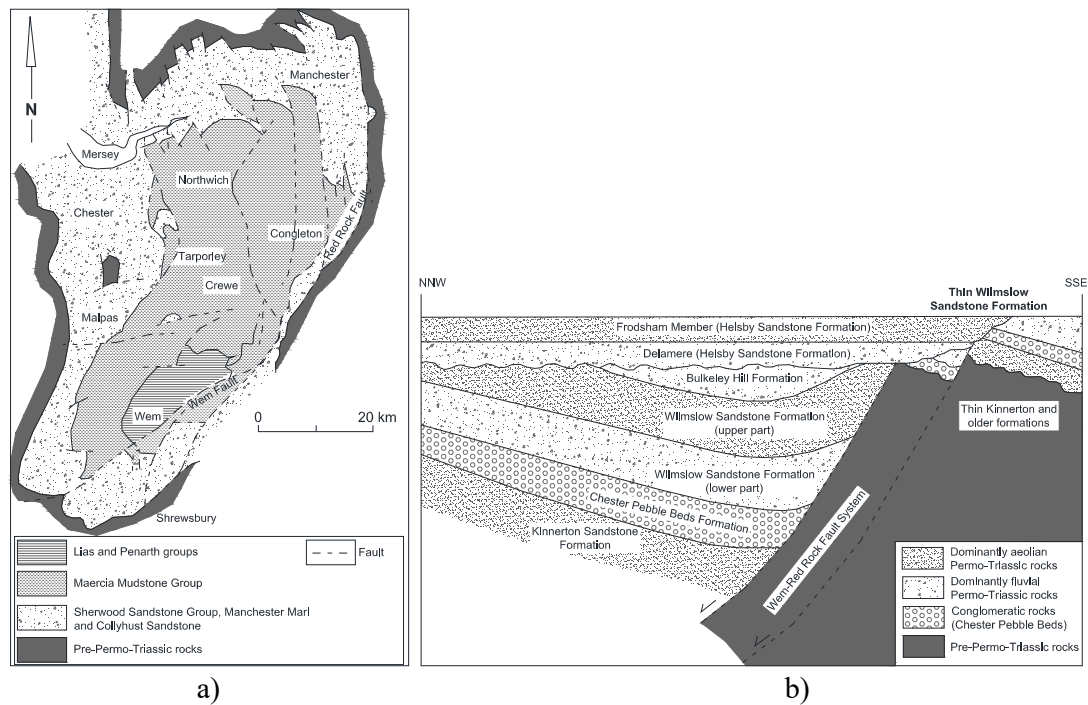 N
Manchester
Mersey
Northwich
Chester
Congleton
Red Rock Fault
Tarporley
Crewe
Malpas
Wem Fault
Wem
0
20 km
Shrewsbury
Lias and Penarth groups
Fault
Maercia Mudstone Group
Sherwood Sandstone Group, Manchester Marl
and Collyhust Sandstone
Pre-Permo-Triassic rocks
a)
NNW
SSE
Thin Wilmslow
Sandstone Formation
Frodsham Member (Helsby Sandstone Formation)
Delamere (Helsby Sandstone Formation)
Bulkeley Hill Formation
Wilmslow Sandstone Formation
(upper part)
Thin Kinnerton and
older formations
Wilmslow Sandstone Formation
(lower part)
Chester Pebble Beds Formation
Kinnerton Sandstone
Formation
Wem-Red Rock Fault System
Dominantly aeolian
Permo-Triassic rocks
Dominantly fluvial
Permo-Triassic rocks
Conglomeratic rocks
(Chester Pebble Beds)
Pre-Permo-Triassic rocks
b)